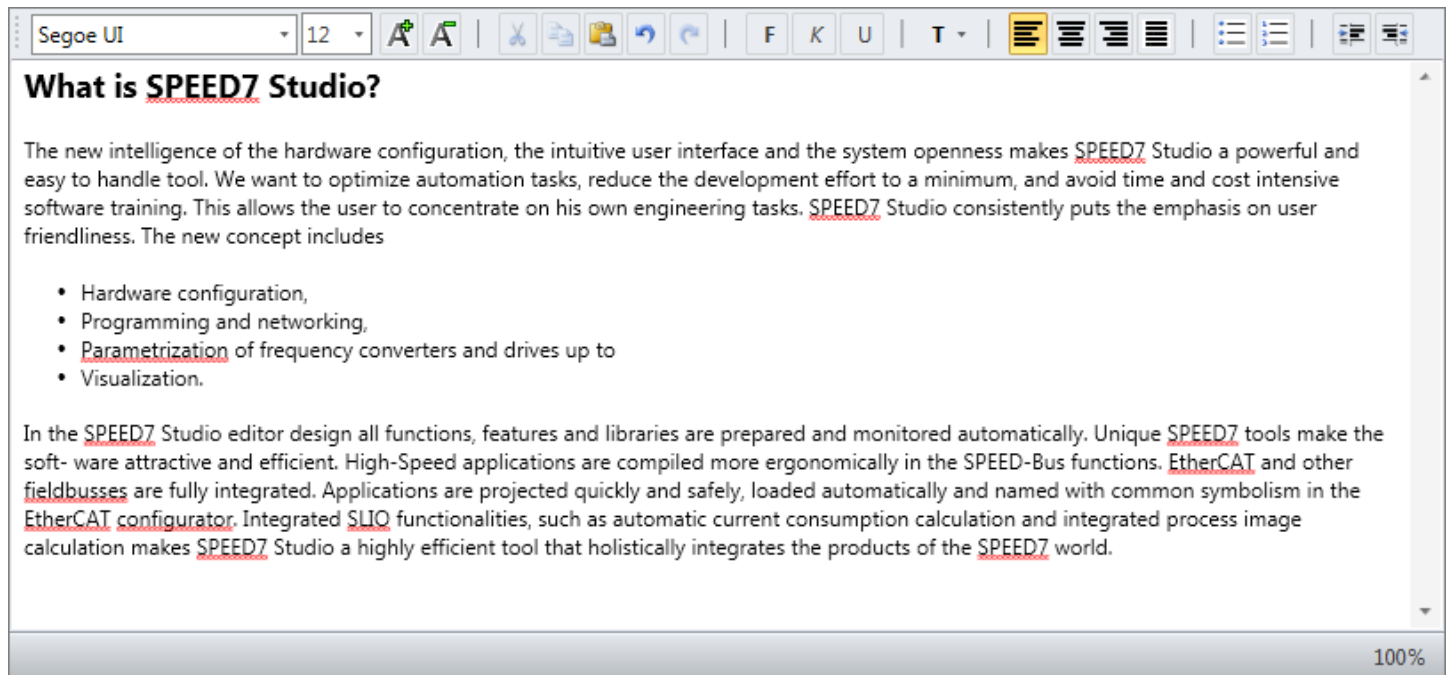 Segoe UI 12 A A F K U T
What is SPEED7 Studio?
The new intelligence of the hardware configuration, the intuitive user interface and the system openness makes SPEED7 Studio a powerful and
easy to handle tool. We want to optimize automation tasks, reduce the development effort to a minimum, and avoid time and cost intensive
software training. This allows the user to concentrate on his own engineering tasks. SPEED7 Studio consistently puts the emphasis on user
friendliness. The new concept includes
• Hardware configuration,
• Programming and networking,
• Parametrization of frequency converters and drives up to
• Visualization.
In the SPEED7 Studio editor design all functions, features and libraries are prepared and monitored automatically. Unique SPEED7 tools make the
soft- ware attractive and efficient. High-Speed applications are compiled more ergonomically in the SPEED-Bus functions. EtherCAT and other
fieldbusses are fully integrated. Applications are projected quickly and safely, loaded automatically and named with common symbolism in the
EtherCAT configurator. Integrated SLIO functionalities, such as automatic current consumption calculation and integrated process image
calculation makes SPEED7 Studio a highly efficient tool that holistically integrates the products of the SPEED7 world.
100%